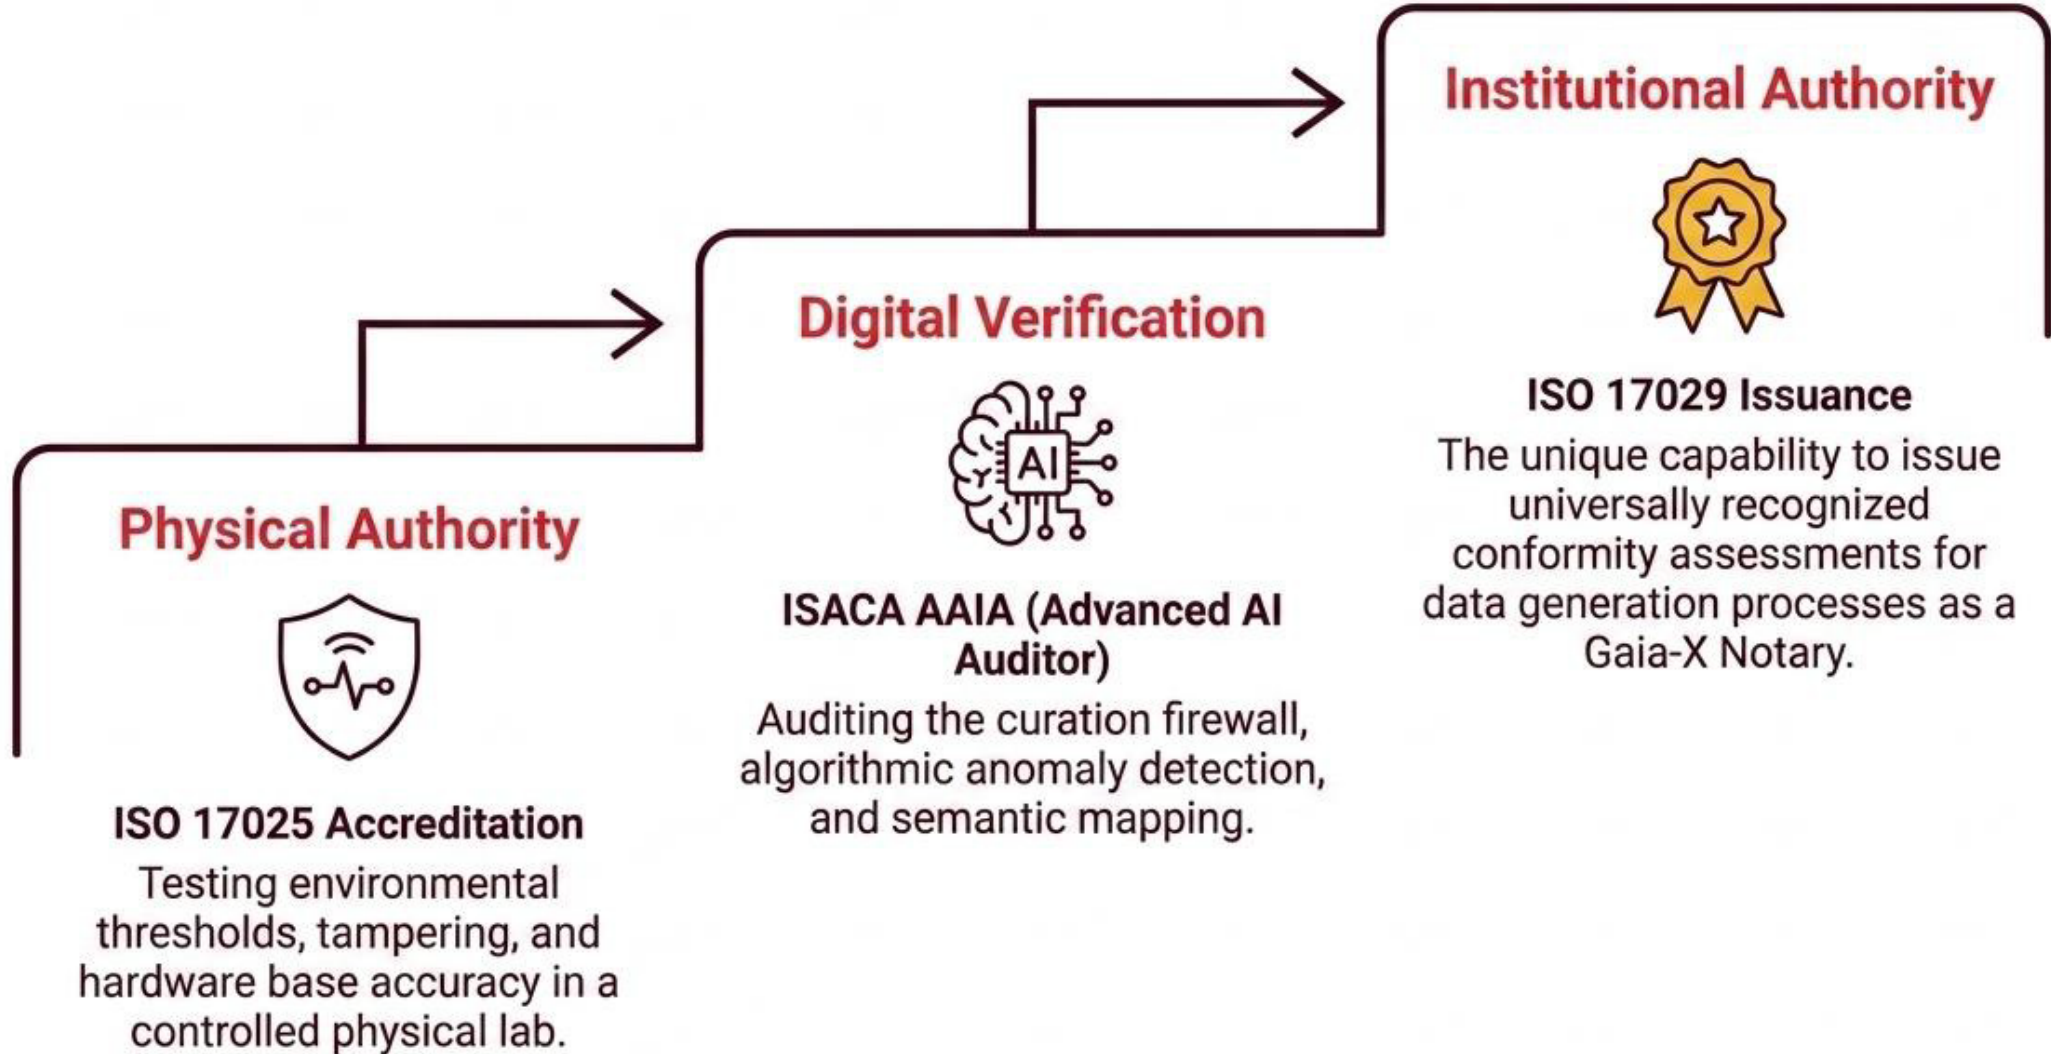 Physical Authority
ISO 17025 Accreditation
Testing environmental
thresholds, tampering, and
hardware base accuracy in a
controlled physical lab.
Digital Verification
AI
ISACA AAIA (Advanced AI
Auditor)
Auditing the curation firewall,
algorithmic anomaly detection,
and semantic mapping.
Institutional Authority
ISO 17029 Issuance
The unique capability to issue
universally recognized
conformity assessments for
data generation processes as a
Gaia-X Notary.